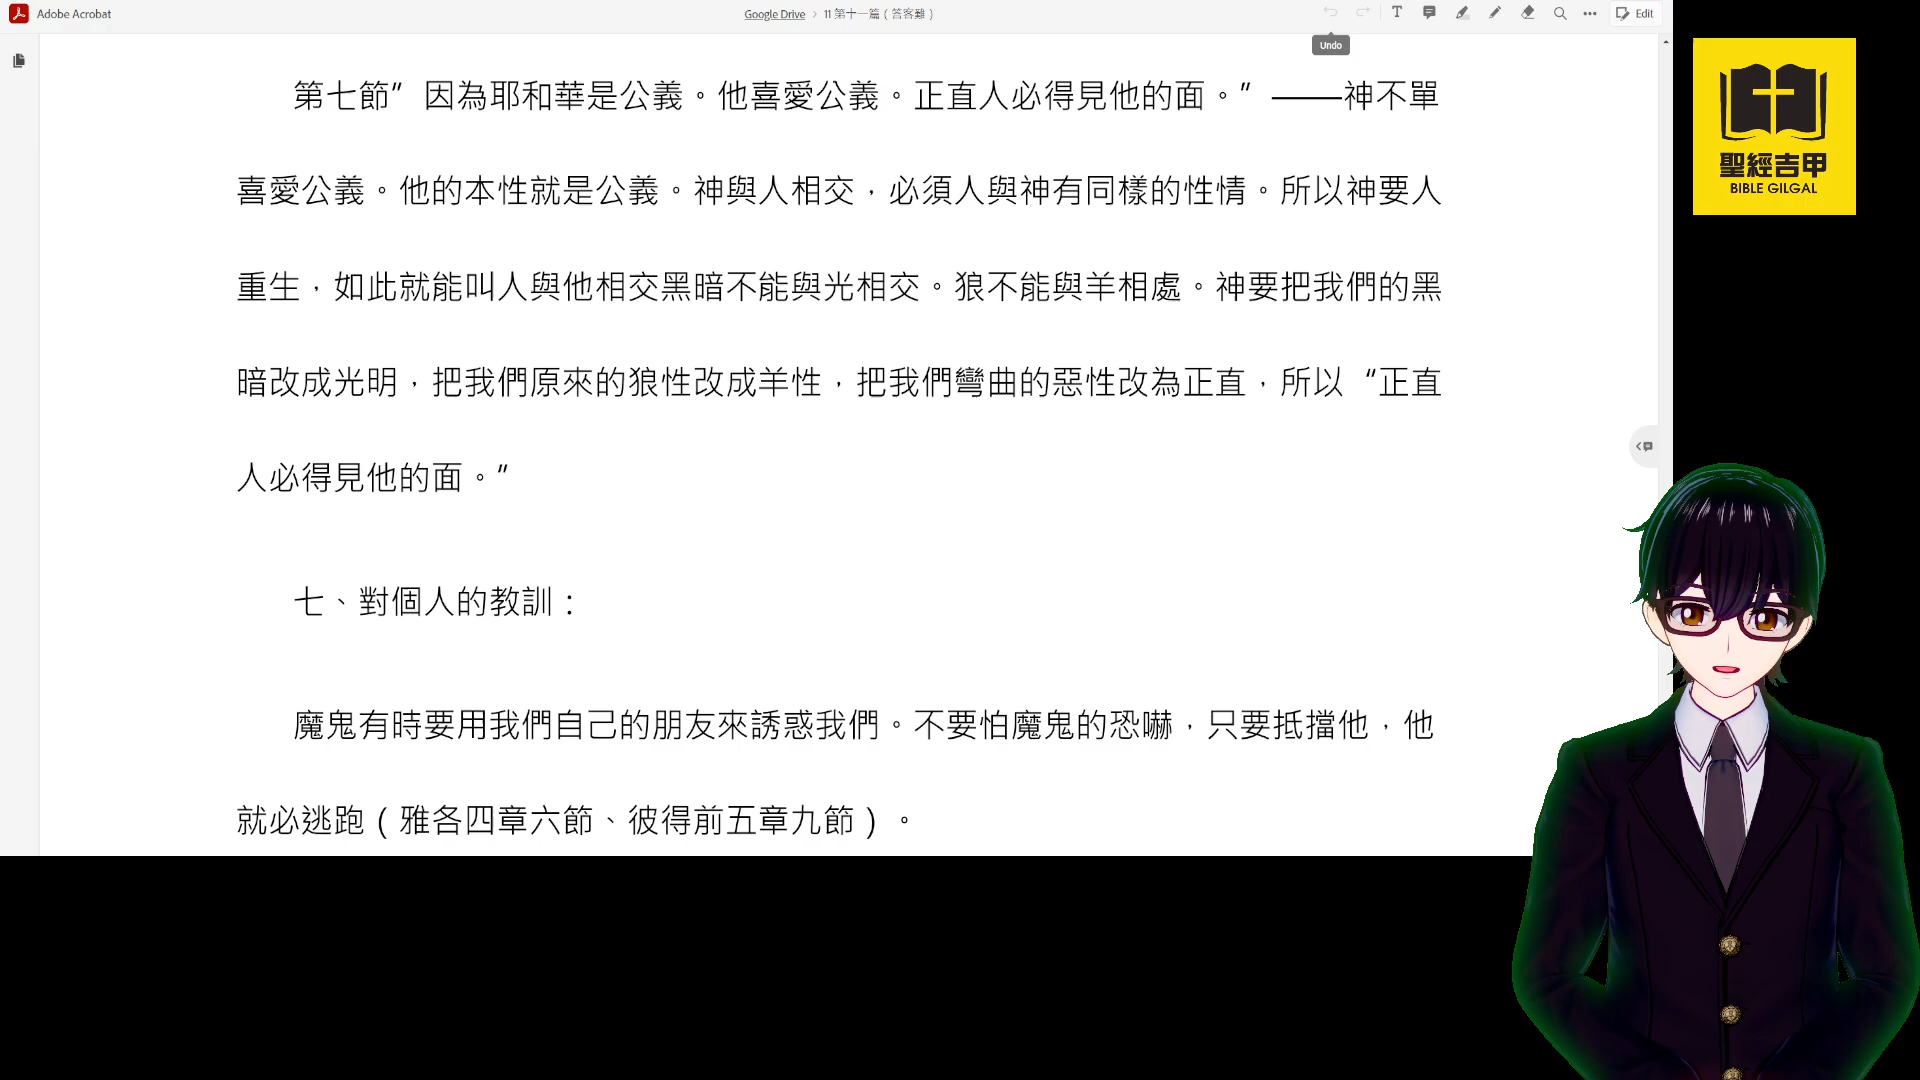 Adobe Acrobat
Google Drive › 11 第十一篇（答客難）
Edit
Undo
第七節”因為耶和華是公義。他喜愛公義。正直人必得見他的面。”——神不單
喜愛公義。他的本性就是公義。神與人相交，必須人與神有同樣的性情。所以神要人
重生，如此就能叫人與他相交黑暗不能與光相交。狼不能與羊相處。神要把我們的黑
暗改成光明，把我們原來的狼性改成羊性，把我們彎曲的惡性改為正直，所以“正直
人必得見他的面。”
七、對個人的教訓：
魔鬼有時要用我們自己的朋友來誘惑我們。不要怕魔鬼的恐嚇，只要抵擋他，他
就必逃跑（雅各四章六節、彼得前五章九節）。
聖經吉甲
BIBLE GILGAL